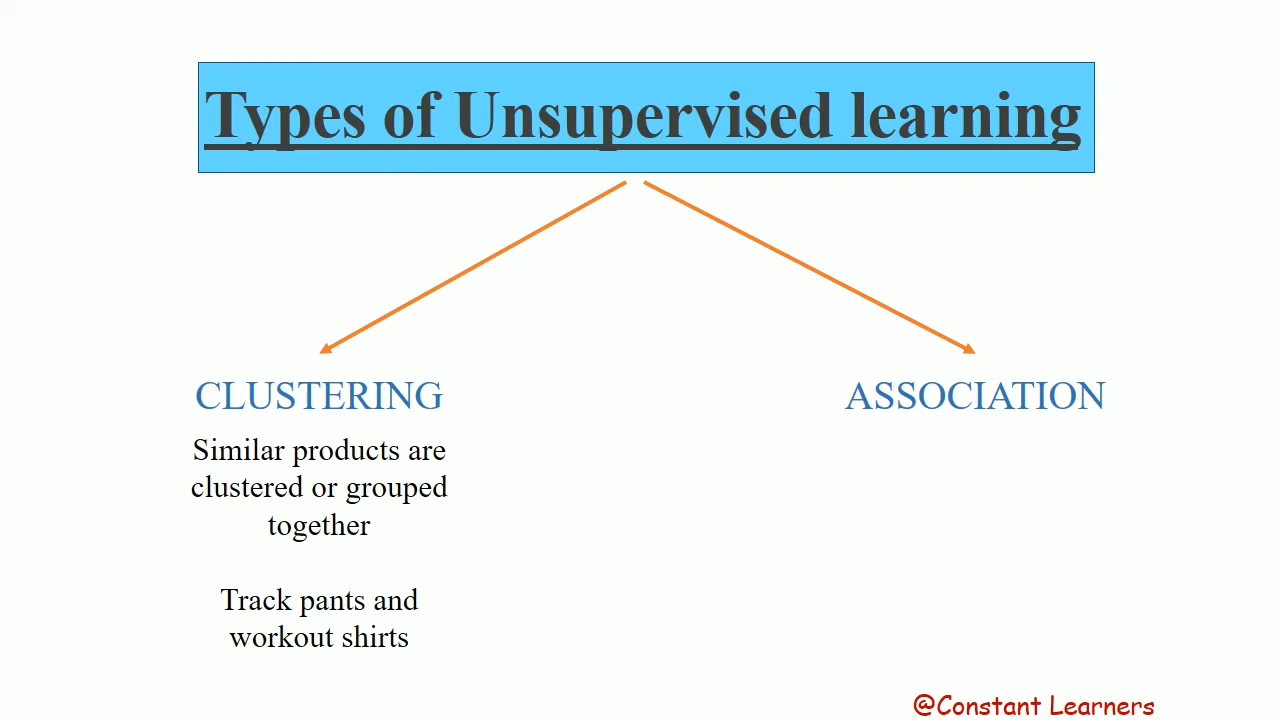 Types of Unsupervised learning
CLUSTERING
Similar products are
clustered or grouped
together
Track pants and
workout shirts
ASSOCIATION
@Constant Learners